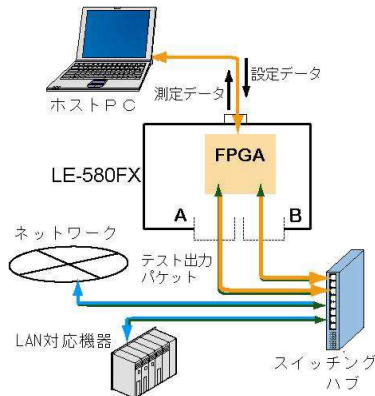 設定データ
測定データ
ホストPC
FPGA
LE-580FX
A
B
ネットワーク
テスト出力
パケット
LAN対応機器
スイッチング
ハブ